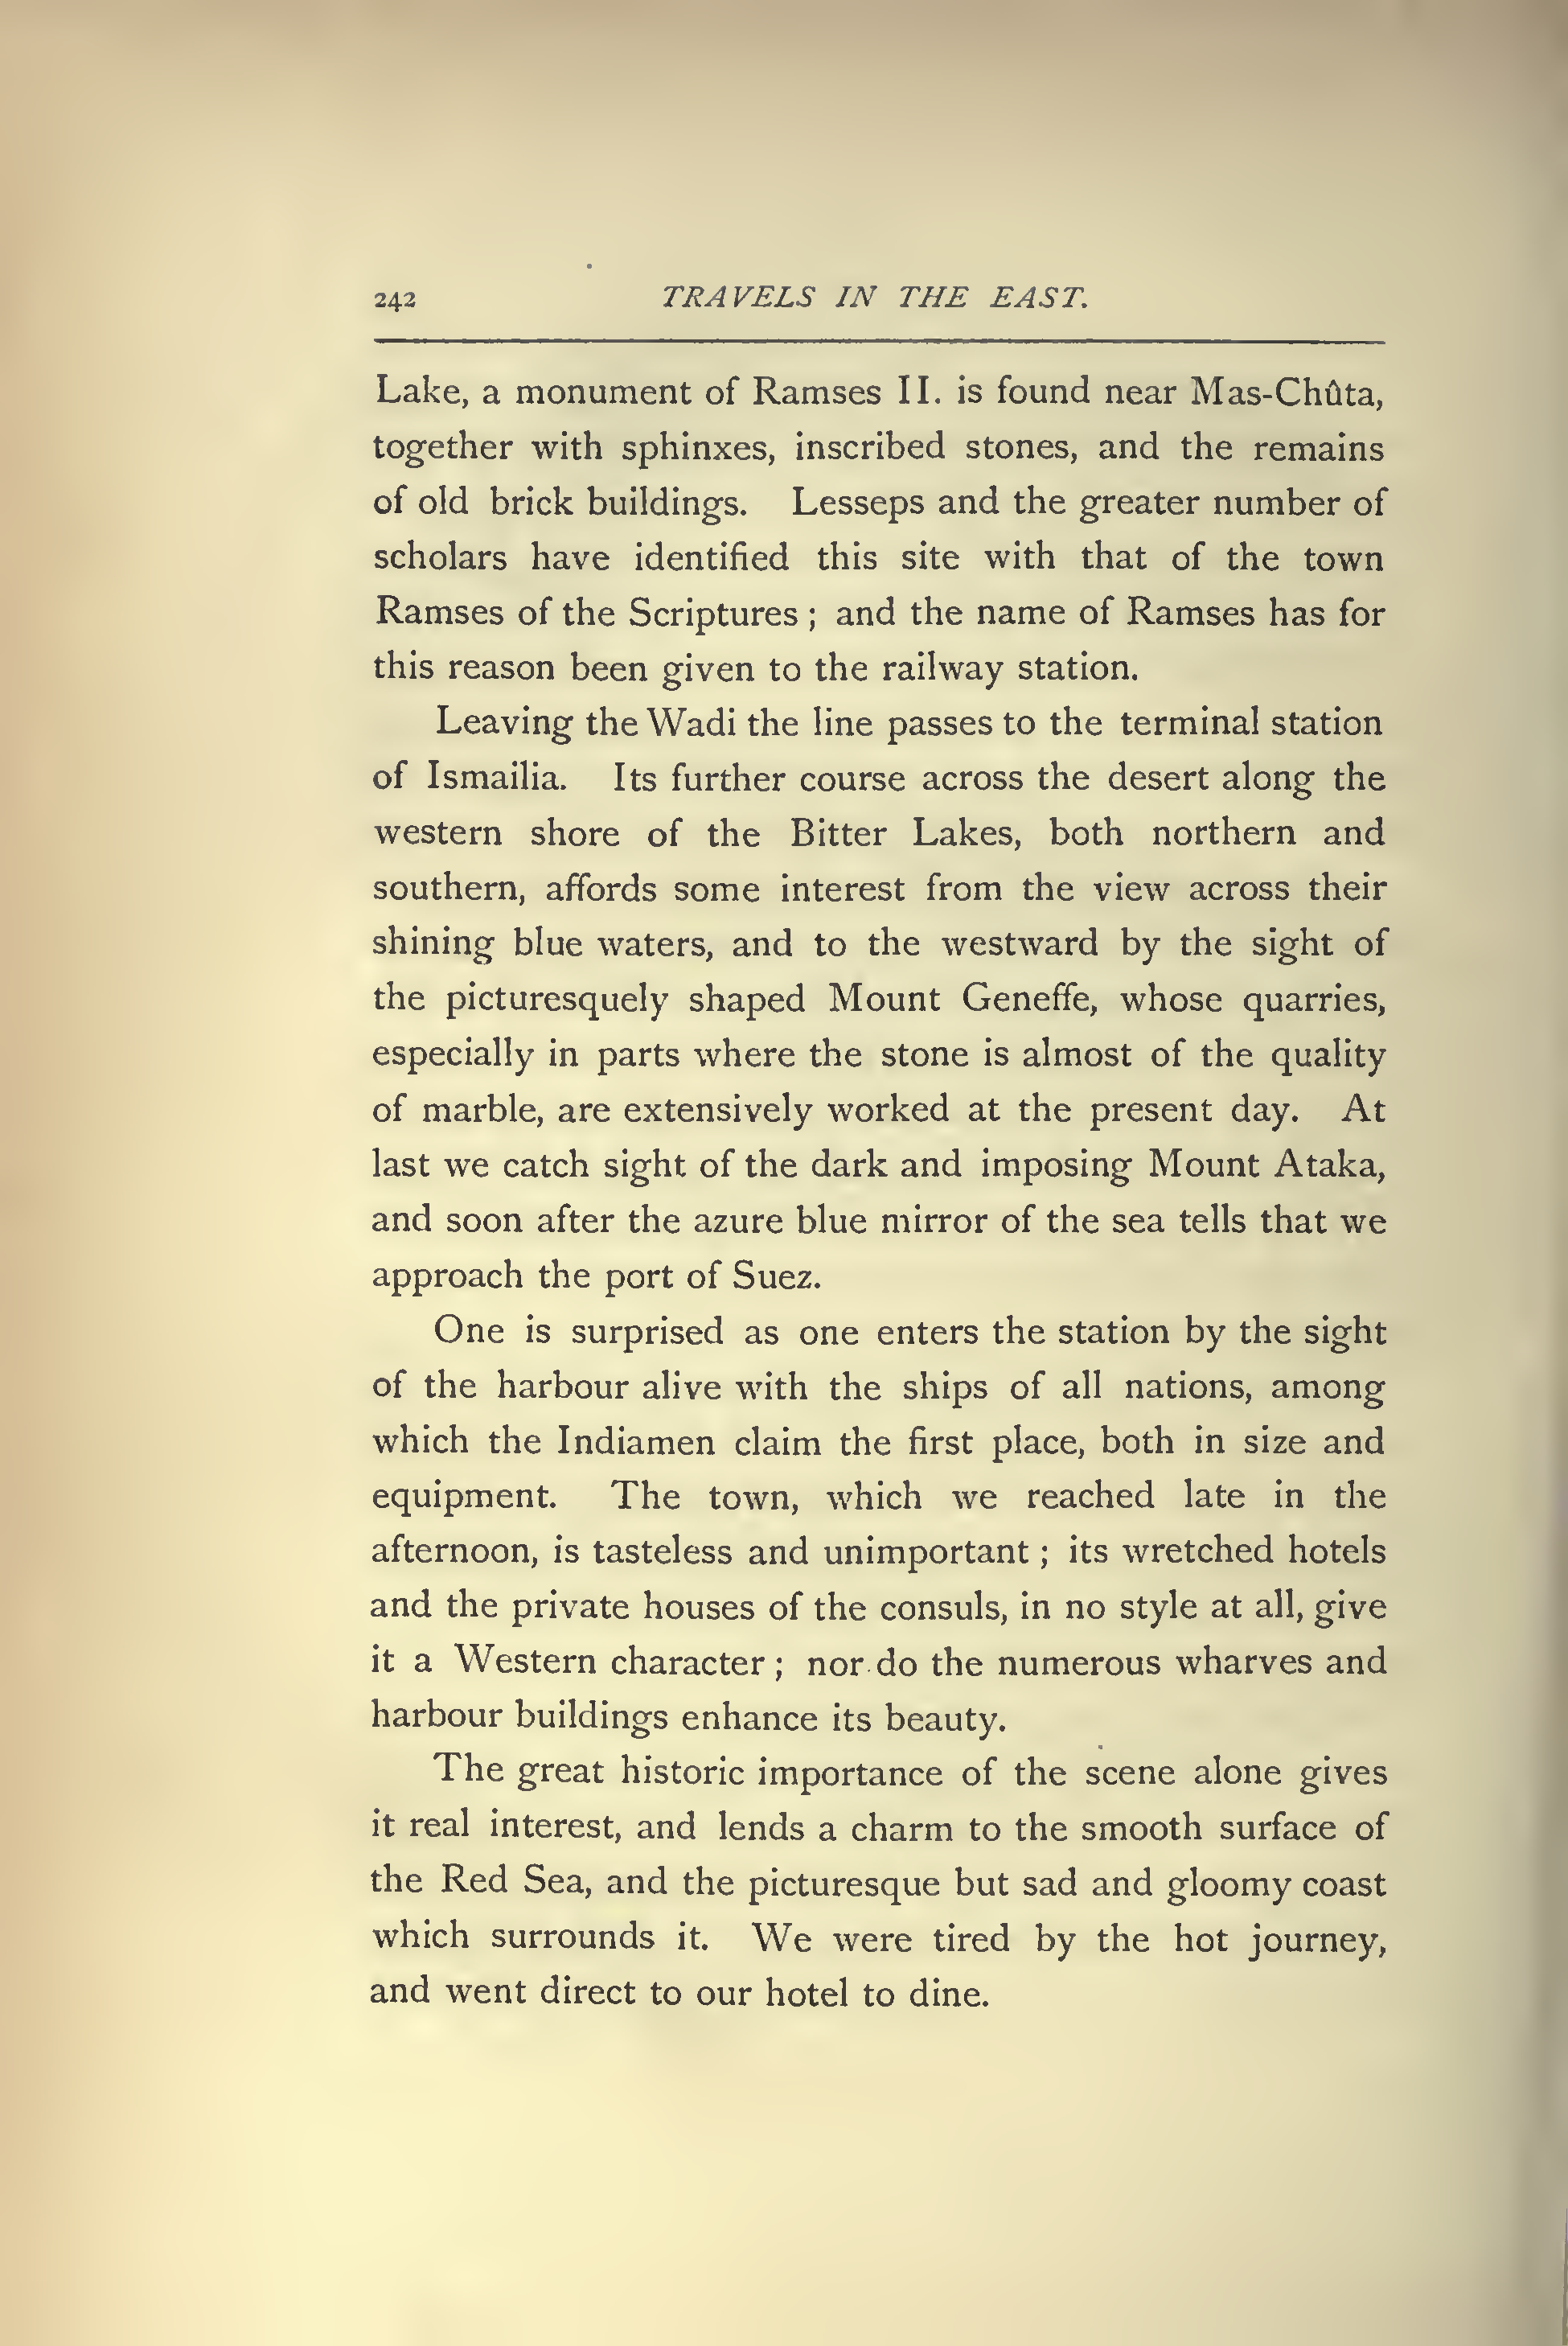 242 TRAVELS IN THE EAST.
Lake, a monument of Ramses II. is found near Mas-Chûta,
together with sphinxes, inscribed stones, and the remains
of old brick buildings. Lesseps and the greater number of
scholars have identified this site with that of the town
Ramses of the Scriptures ; and the name of Ramses has for
this reason been given to the railway station.
Leaving the Wadi the line passes to the terminal station
of Ismailia. Its further course across the desert along the
western shore of the Bitter Lakes, both northern and
southern, affords some interest from the view across their
shining blue waters, and to the westward by the sight of
the picturesquely shaped Mount Geneffe, whose quarries,
especially in parts where the stone is almost of the quality
of marble, are extensively worked at the present day. At
last we catch sight of the dark and imposing Mount Ataka,
and soon after the azure blue mirror of the sea tells that we
approach the port of Suez.
One is surprised as one enters the station by the sight
of the harbour alive with the ships of all nations, among
which the Indiamen claim the first place, both in size and
equipment. The town, which we reached late in the
afternoon, is tasteless and unimportant ; its wretched hotels
and the private houses of the consuls, in no style at all, give
it a Western character ; nor do the numerous wharves and
harbour buildings enhance its beauty.
The great historic importance of the scene alone gives
it real interest, and lends a charm to the smooth surface of
the Red Sea, and the picturesque but sad and gloomy coast
which surrounds it. We were tired by the hot journey,
and went direct to our hotel to dine.